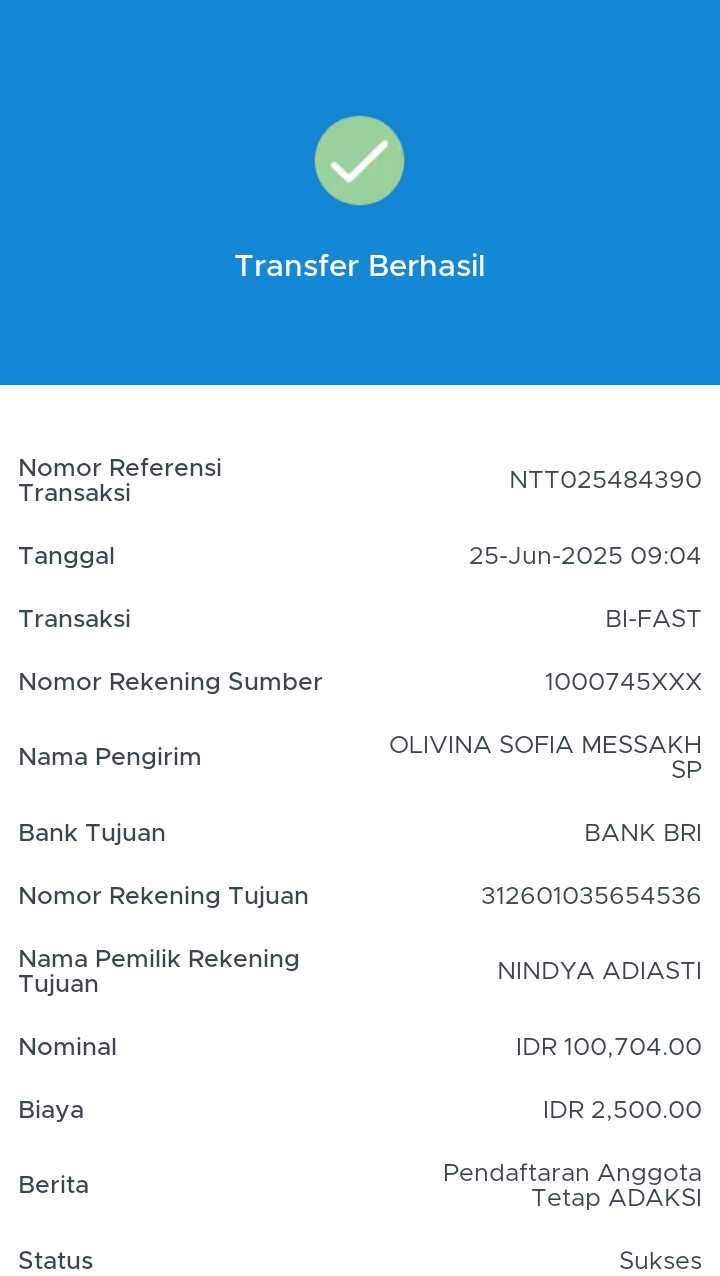 Transfer Berhasil
Nomor Referensi
Transaksi
NTT025484390
Tanggal
25-Jun-2025 09:04
Transaksi
BI-FAST
Nomor Rekening Sumber
1000745XXX
Nama Pengirim
OLIVINA SOFIA MESSAKH
SP
Bank Tujuan
BANK BRI
Nomor Rekening Tujuan
312601035654536
Nama Pemilik Rekening
Tujuan
NINDYA ADIASTI
Nominal
IDR 100,704.00
Biaya
IDR 2,500.00
Berita
Pendaftaran Anggota
Tetap ADAKSI
Status
Sukses